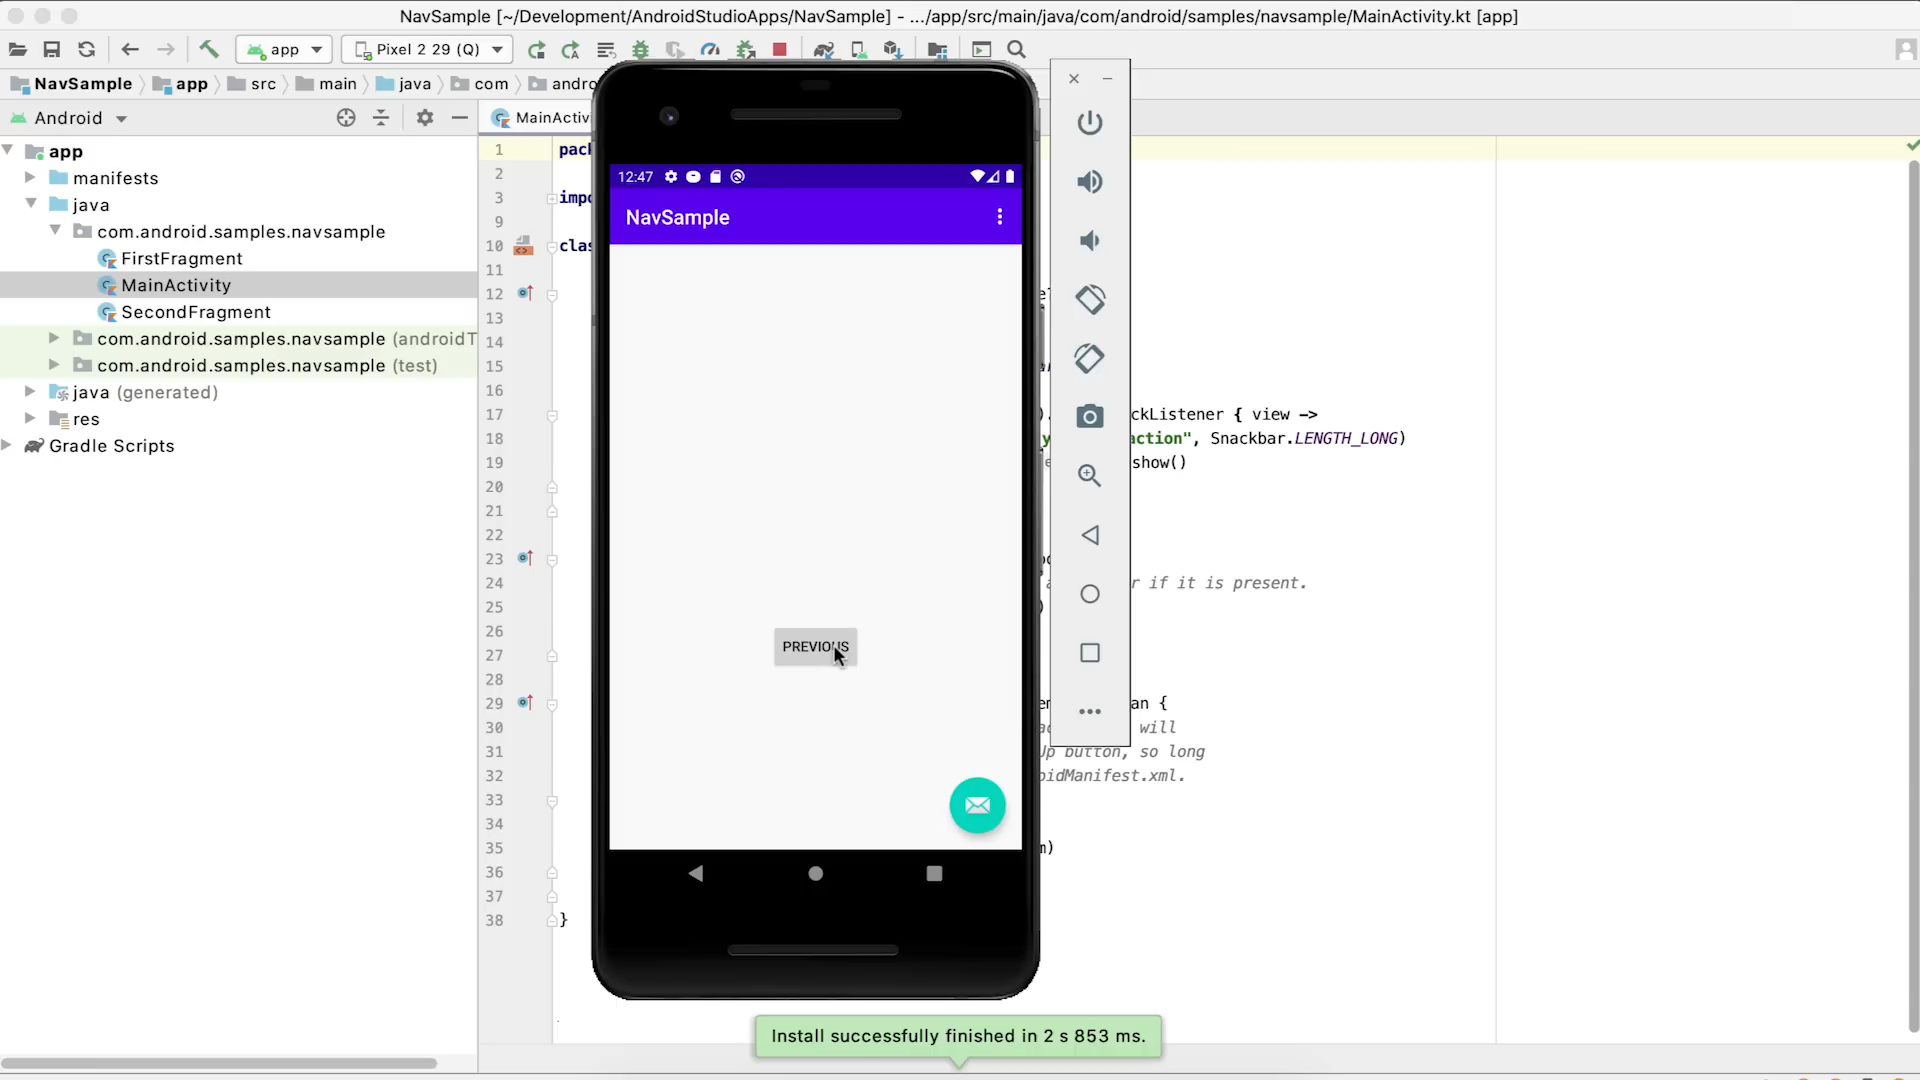 NavSample [~/Development/AndroidStudioApps/NavSample] - .../app/src/main/java/com/android/samples/navsample/MainActivity.kt [app]
app
Pixel 2 29 (Q)
NavSample
app
src
main
java
com
andro
Android
MainActiv
app
manifests
java
com.android.samples.navsample
FirstFragment
MainActivity
SecondFragment
com.android.samples.navsample (androidT
com.android.samples.navsample (test)
java (generated)
res
Gradle Scripts
1 pack
2
3 impo
9
10 clas
11
12
13
14
15
16
17 ckListener { view ->
18 action", Snackbar.LENGTH_LONG)
19 show()
20
21
22
23
24 r if it is present.
25
26
27
28
29 an {
30 will
31 Up button, so long
32 oidManifest.xml.
33
34
35 m)
36
37
38 }
12:47
NavSample
PREVIOUS
Install successfully finished in 2 s 853 ms.